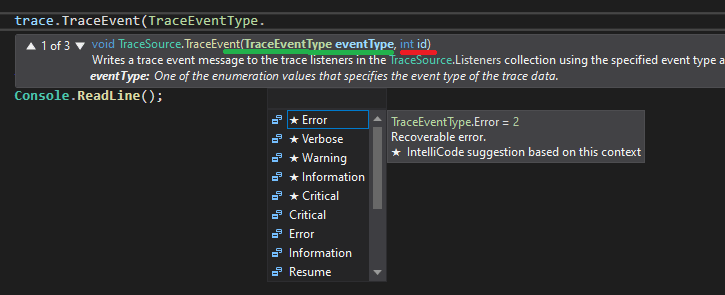 trace.TraceEvent(TraceEventType.
▲ 1 of 3 ▼ void TraceSource.TraceEvent(TraceEventType eventType, int id)
Writes a trace event message to the trace listeners in the TraceSource.Listeners collection using the specified event type a
eventType: One of the enumeration values that specifies the event type of the trace data.
Console.ReadLine();
★ Error
★ Verbose
★ Warning
★ Information
★ Critical
Critical
Error
Information
Resume
TraceEventType.Error = 2
Recoverable error.
★ IntelliCode suggestion based on this context